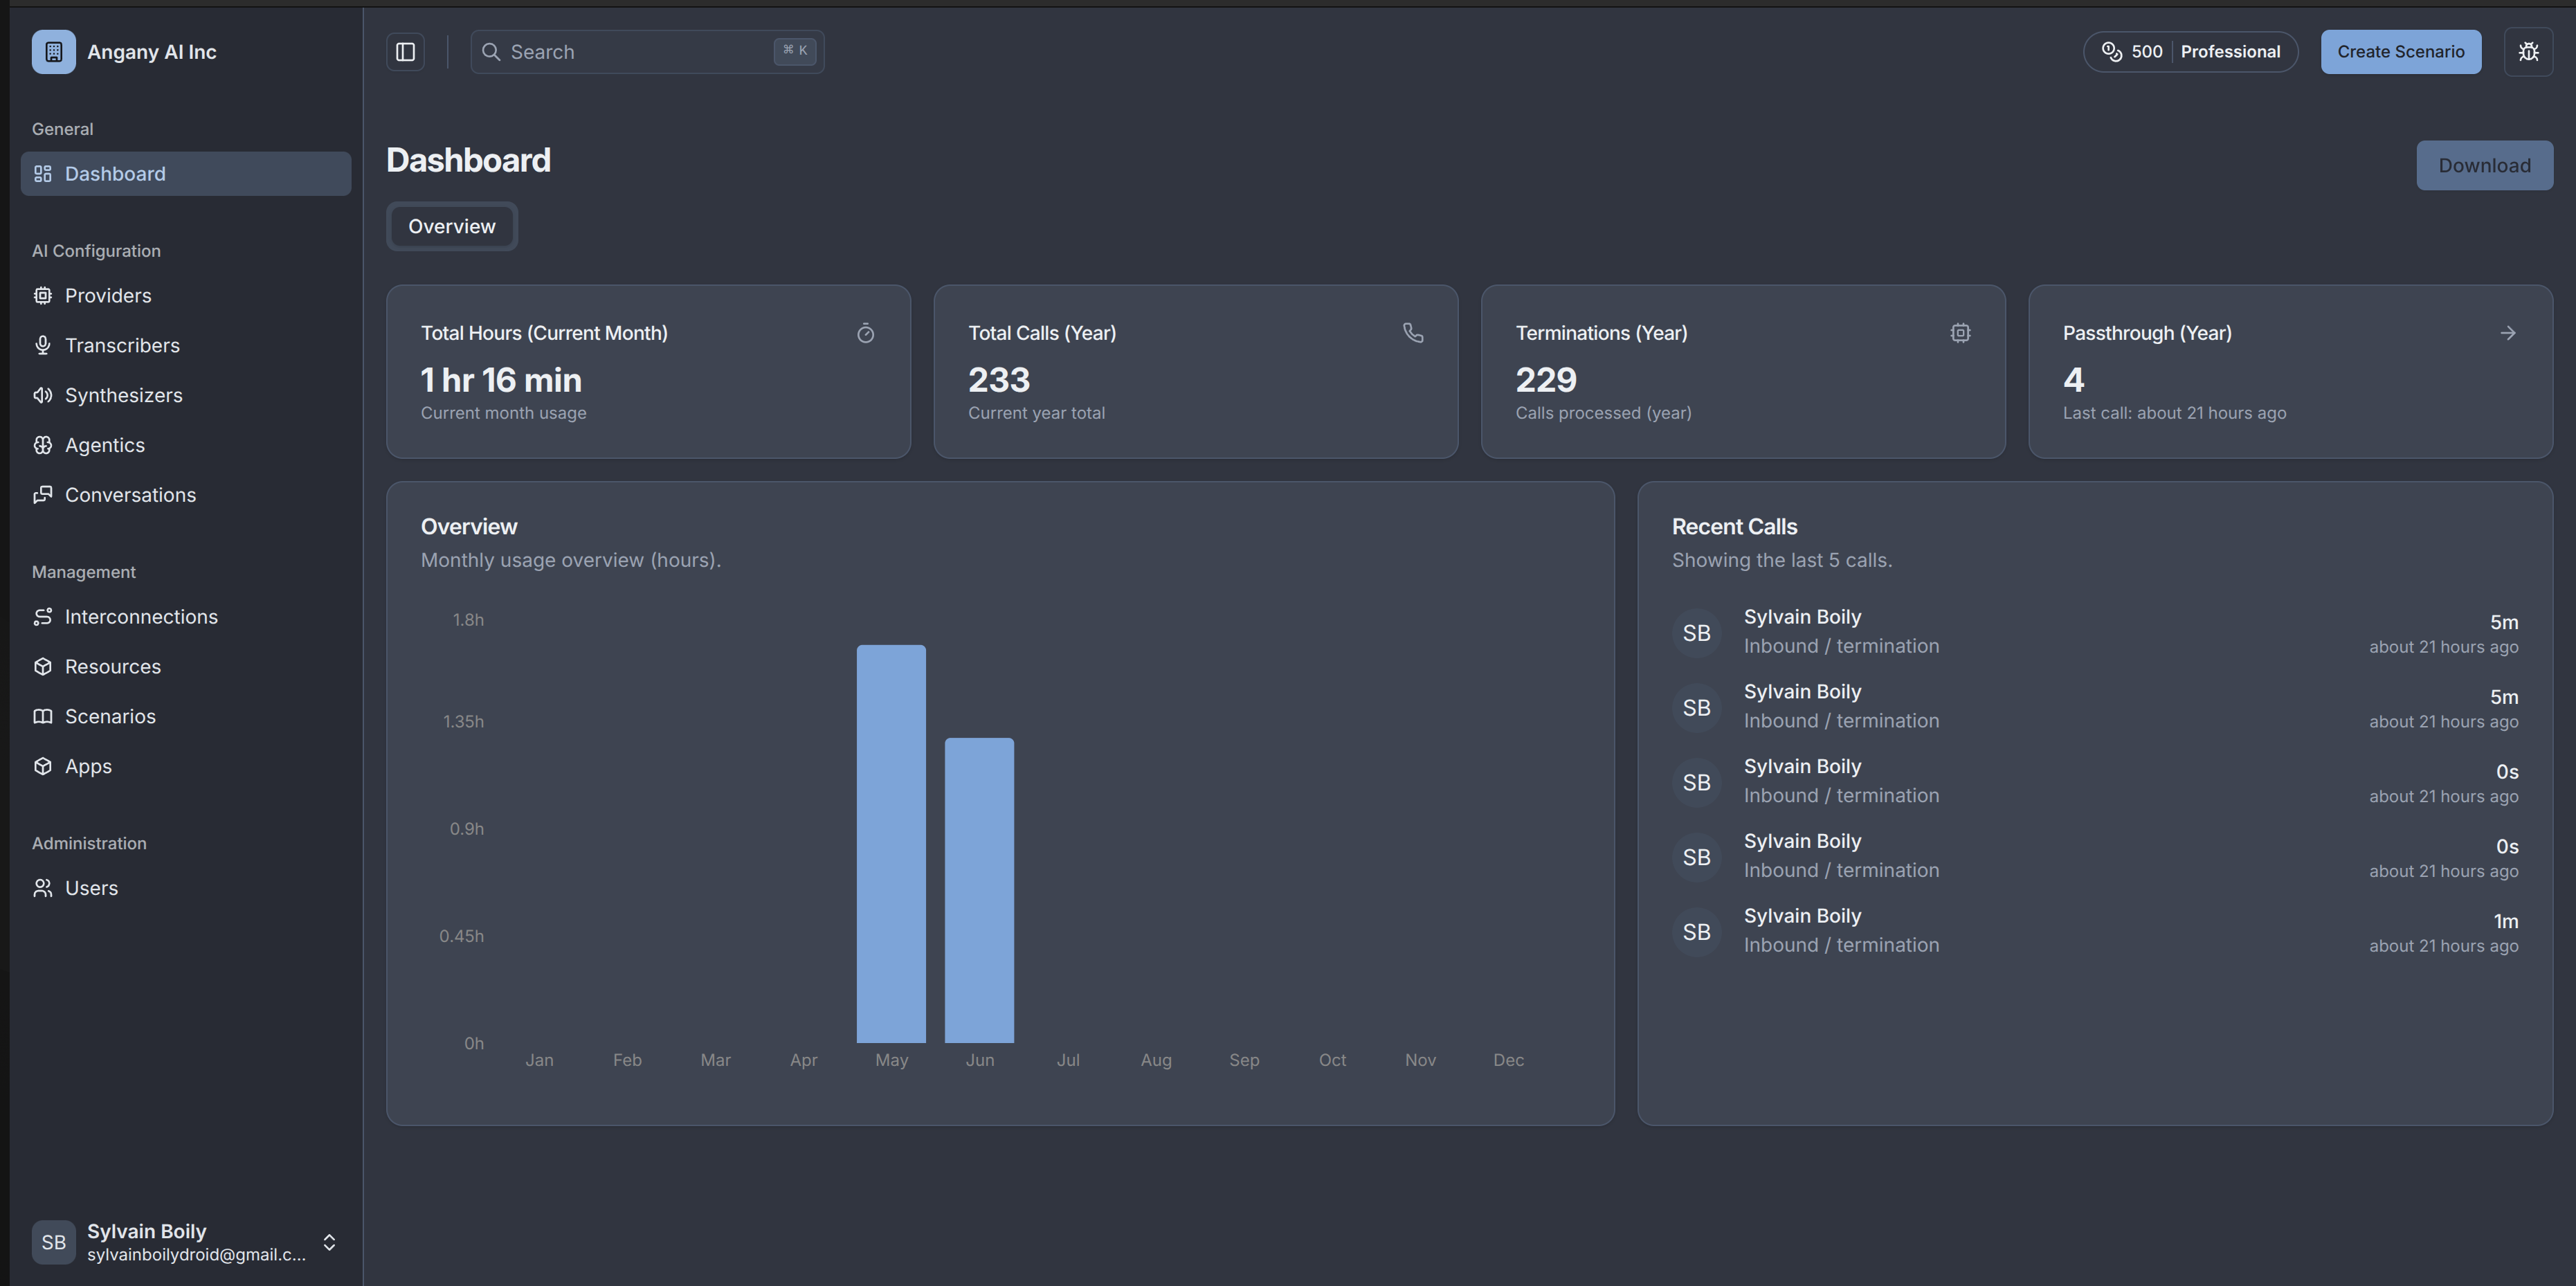 Angany AI Inc
Search
⌘ K
500
Professional
Create Scenario
General
Dashboard
AI Configuration
Providers
Transcribers
Synthesizers
Agentics
Conversations
Management
Interconnections
Resources
Scenarios
Apps
Administration
Users
SB
Sylvain Boily
sylvainboilydroid@gmail.c...
Dashboard
Download
Overview
Total Hours (Current Month)
1 hr 16 min
Current month usage
Total Calls (Year)
233
Current year total
Terminations (Year)
229
Calls processed (year)
Passthrough (Year)
4
Last call: about 21 hours ago
Overview
Monthly usage overview (hours).
1.8h
1.35h
0.9h
0.45h
0h
Jan Feb Mar Apr May Jun Jul Aug Sep Oct Nov Dec
Recent Calls
Showing the last 5 calls.
SB
Sylvain Boily
Inbound / termination
5m
about 21 hours ago
SB
Sylvain Boily
Inbound / termination
5m
about 21 hours ago
SB
Sylvain Boily
Inbound / termination
0s
about 21 hours ago
SB
Sylvain Boily
Inbound / termination
0s
about 21 hours ago
SB
Sylvain Boily
Inbound / termination
1m
about 21 hours ago